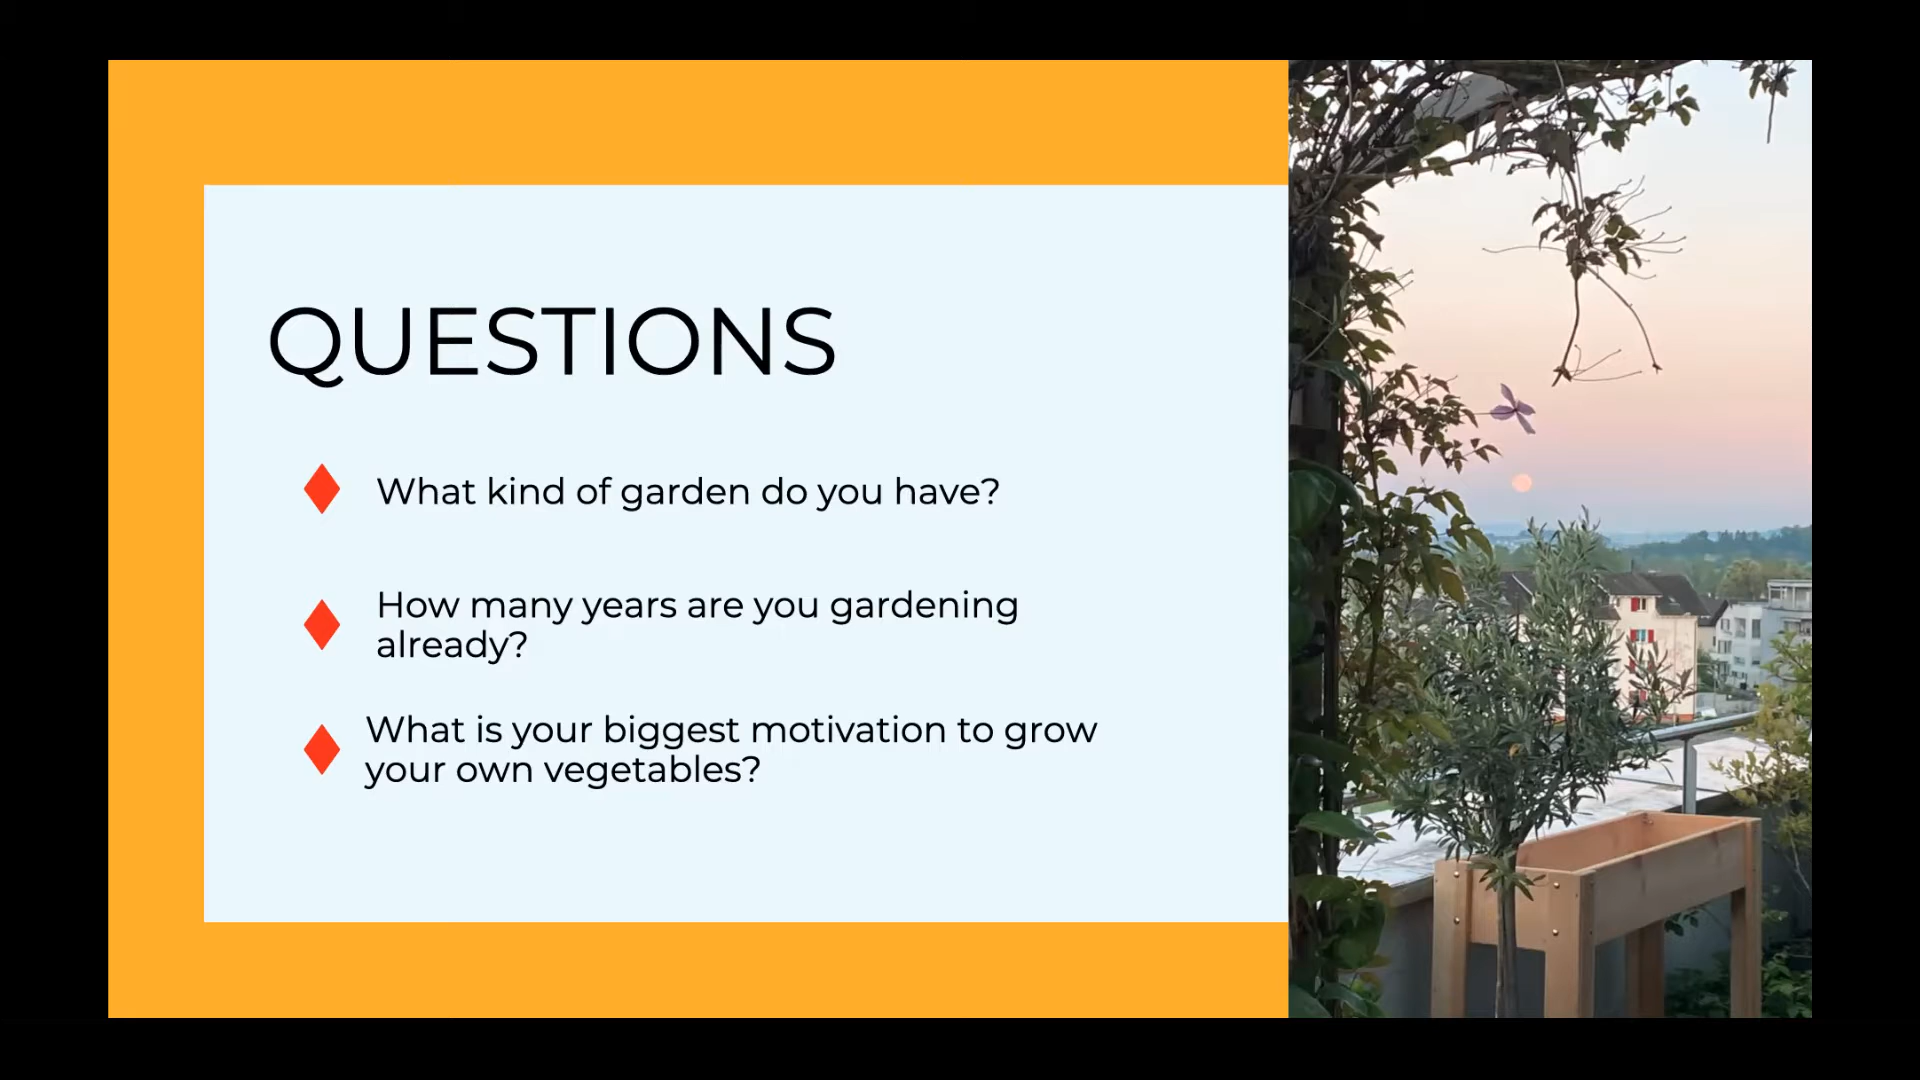 QUESTIONS
What kind of garden do you have?
How many years are you gardening
already?
What is your biggest motivation to grow
your own vegetables?